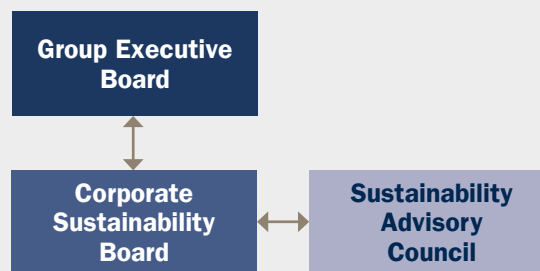 Group Executive
Board
Corporate
Sustainability
Board
Sustainability
Advisory
Council